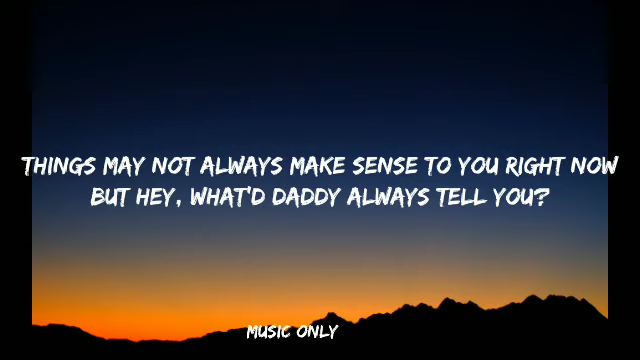 THINGS MAY NOT ALWAYS MAKE SENSE TO YOU RIGHT NOW
BUT HEY, WHAT'D DADDY ALWAYS TELL YOU?
MUSIC ONLY